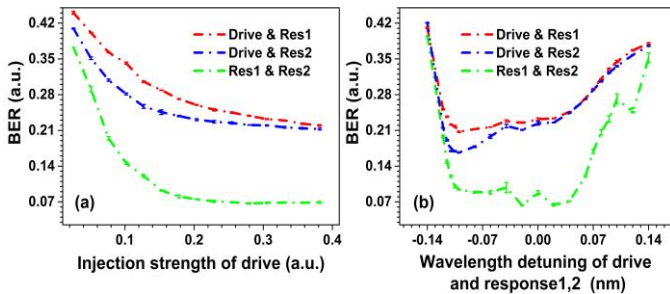 0.42
0.35
0.28
0.21
0.14
0.07
BER (a.u.)
Drive & Res1
Drive & Res2
Res1 & Res2
(a)
0.1 0.2 0.3 0.4
Injection strength of drive (a.u.)
0.42
0.35
0.28
0.21
0.14
0.07
BER (a.u.)
Drive & Res1
Drive & Res2
Res1 & Res2
(b)
-0.14 -0.07 0.00 0.07 0.14
Wavelength detuning of drive
and response1,2 (nm)